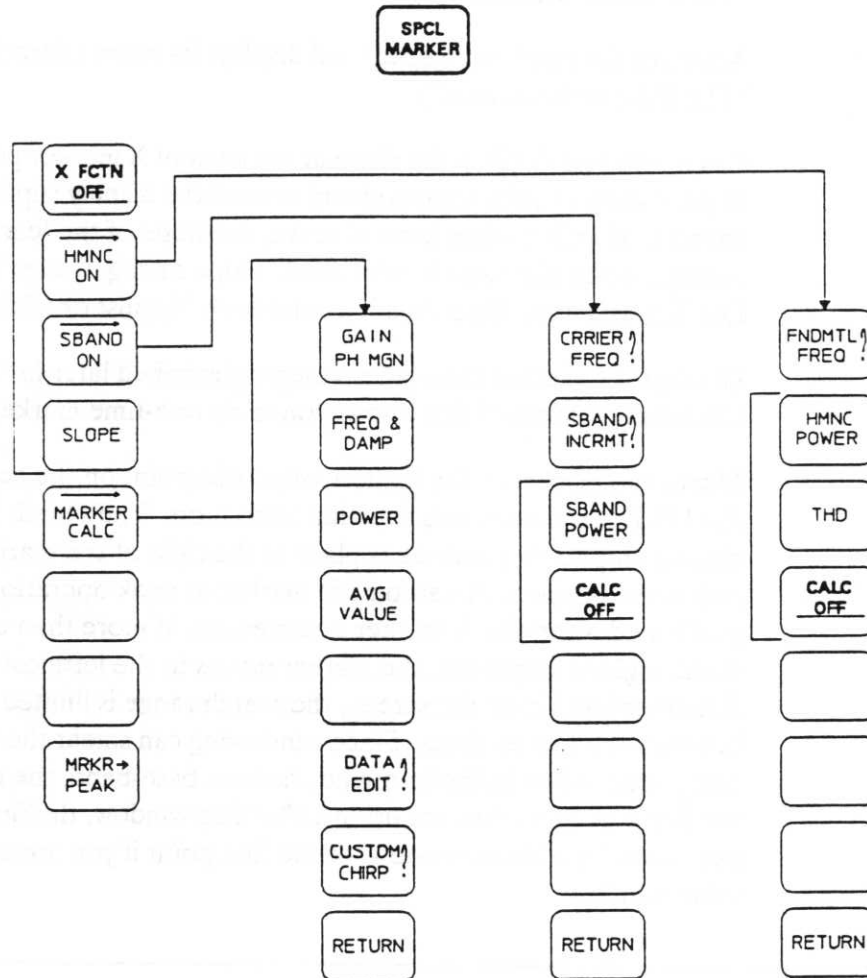 SPCL
MARKER
X FCTN
OFF
HMNC
ON
SBAND
ON
SLOPE
MARKER
CALC
MRKR→
PEAK
GAIN
PH MGN
FREQ &
DAMP
POWER
AVG
VALUE
DATA
EDIT
CUSTOM
CHIRP
RETURN
CRRIER
FREQ
SBAND
INCRMT
SBAND
POWER
CALC
OFF
RETURN
FNDMTL
FREQ
HMNC
POWER
THD
CALC
OFF
RETURN